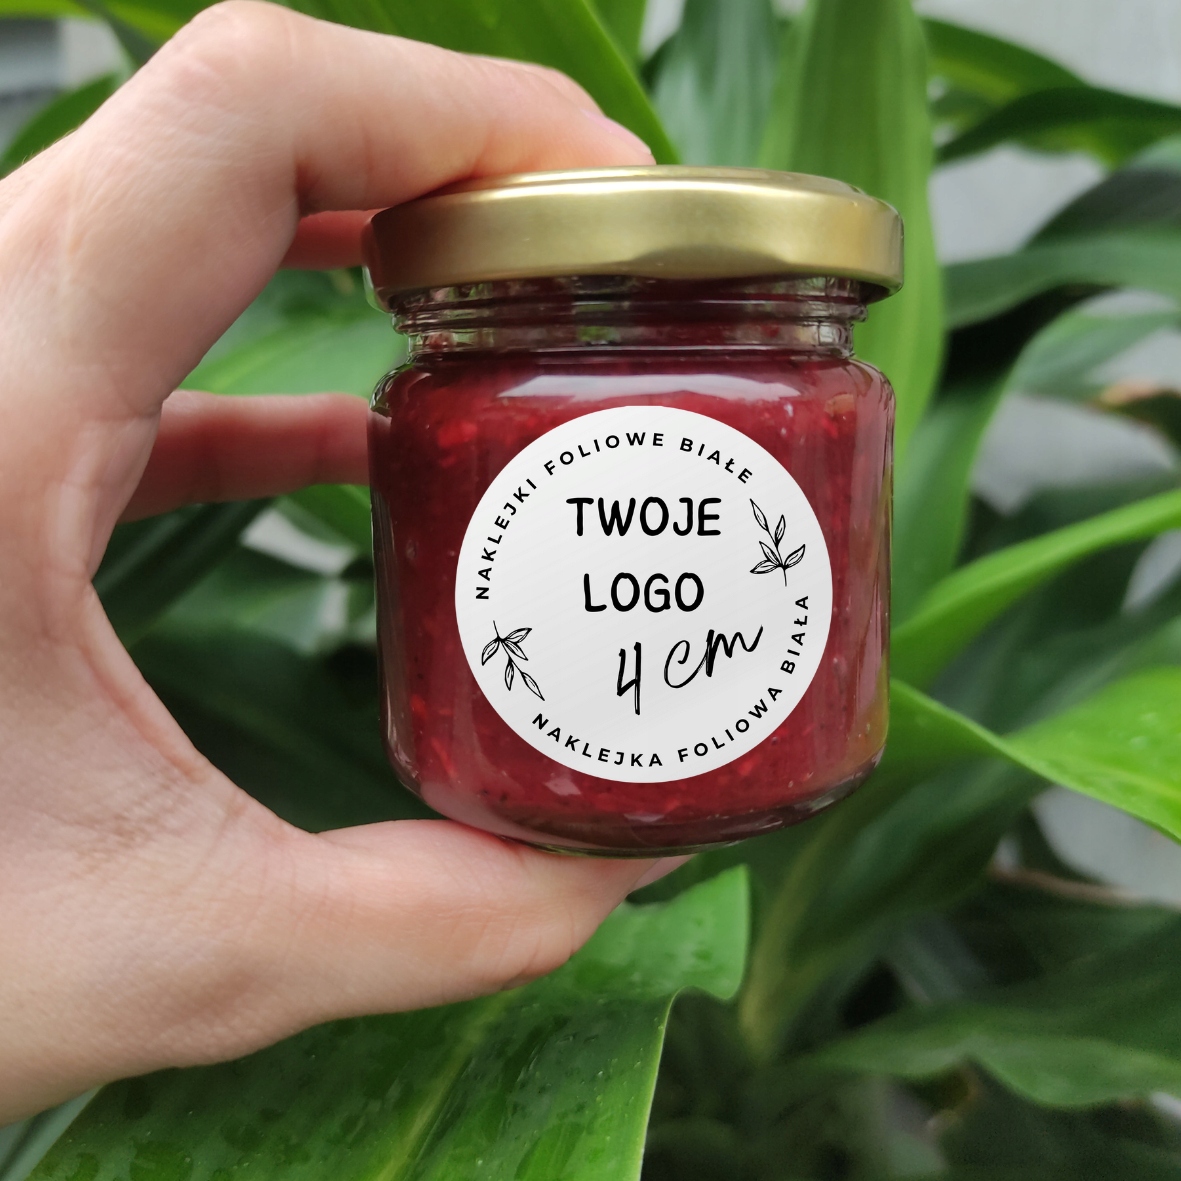 NAKLEJKI FOLIOWE BIAŁE
TWOJE
LOGO
4 cm
NAKLEJKA FOLIOWA BIAŁA